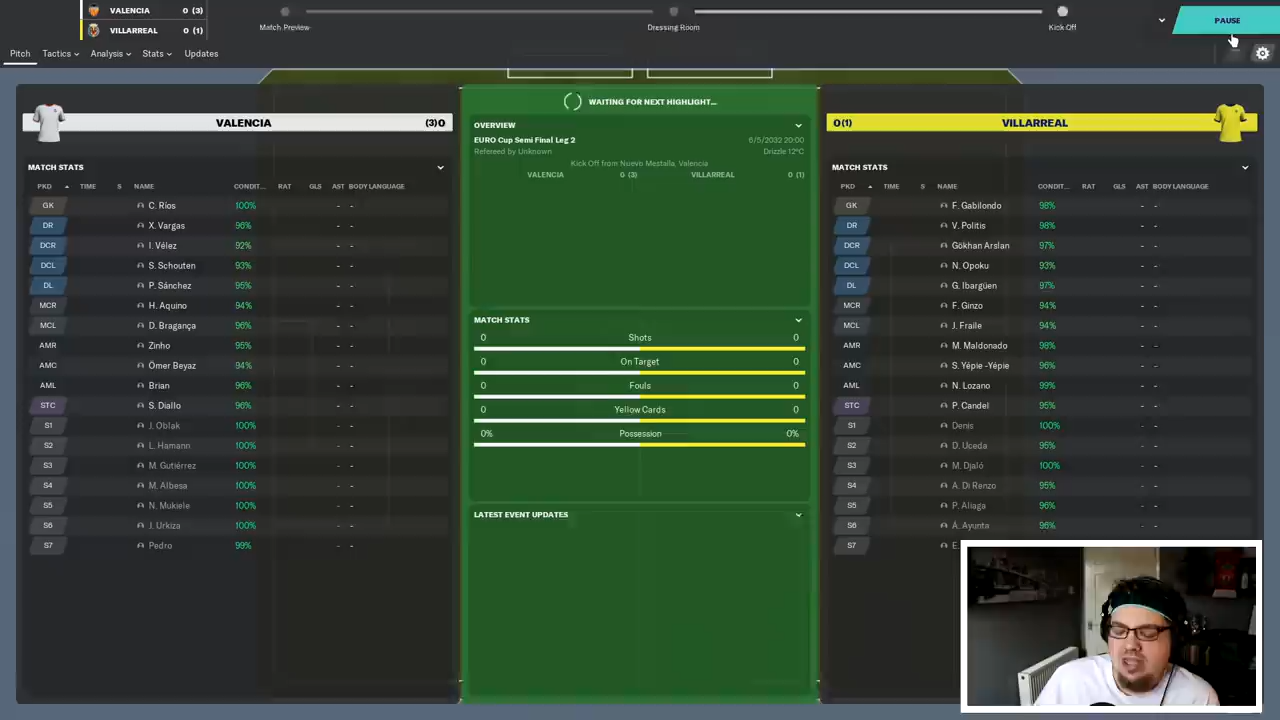 VALENCIA 0 (3)
VILLARREAL 0 (1)
Match Preview Dressing Room Kick Off
PAUSE
Pitch Tactics Analysis Stats Updates
VALENCIA (3)0
MATCH STATS
PKD TIME S NAME CONDIT... RAT GLS AST BODY LANGUAGE
GK C. Ríos 100%
DR X. Vargas 96% - -
DCR I. Vélez 92% - -
DCL S. Schouten 93% - -
DL P. Sánchez 95% - -
MCR H. Aquino 94% - -
MCL D. Bragança 96% - -
AMR Zinho 95% - -
AMC Ömer Beyaz 94% - -
AML Brian 96% - -
STC S. Diallo 96% - -
S1 J. Oblak 100% - -
S2 L. Hamann 100% - -
S3 M. Gutiérrez 100% - -
S4 M. Albesa 100% - -
S5 N. Mukiele 100% - -
S6 J. Urkiza 100% - -
S7 Pedro 99% - -
WAITING FOR NEXT HIGHLIGHT...
OVERVIEW
EURO Cup Semi Final Leg 2 6/5/2032 20:00
Refereed by Unknown Drizzle 12°C
Kick Off from Nuevo Mestalla, Valencia
VALENCIA 0 (3) VILLARREAL 0 (1)
MATCH STATS
0 Shots 0
0 On Target 0
0 Fouls 0
0 Yellow Cards 0
0% Possession 0%
LATEST EVENT UPDATES
0(1) VILLARREAL
MATCH STATS
PKD TIME S NAME CONDIT... RAT GLS AST BODY LANGUAGE
GK F. Gabilondo 98% - -
DR V. Politis 98% - -
DCR Gökhan Arslan 97% - -
DCL N. Opoku 93% - -
DL G. Ibargüen 97% - -
MCR F. Ginzo 94% - -
MCL J. Fraile 94% - -
AMR M. Maldonado 98% - -
AMC S. Yépie -Yépie 96% - -
AML N. Lozano 99% - -
STC P. Candel 95% - -
S1 Denis 100% - -
S2 D. Uceda 95% - -
S3 M. Djaló 100% - -
S4 A. Di Renzo 95% - -
S5 P. Aliaga 96% - -
S6 Á. Ayunta 96% - -
S7 E.